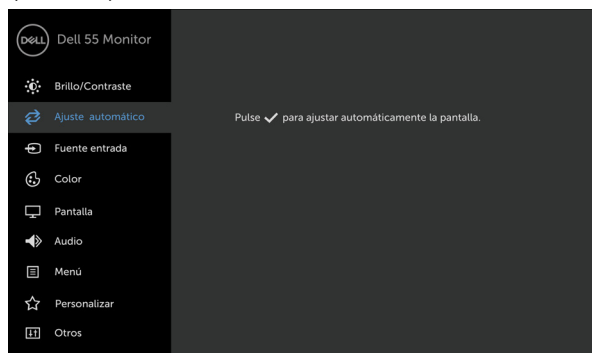 DELL Dell 55 Monitor
Brillo/Contraste
Ajuste automático
Pulse ✓ para ajustar automáticamente la pantalla.
Fuente entrada
Color
Pantalla
Audio
Menú
Personalizar
Otros